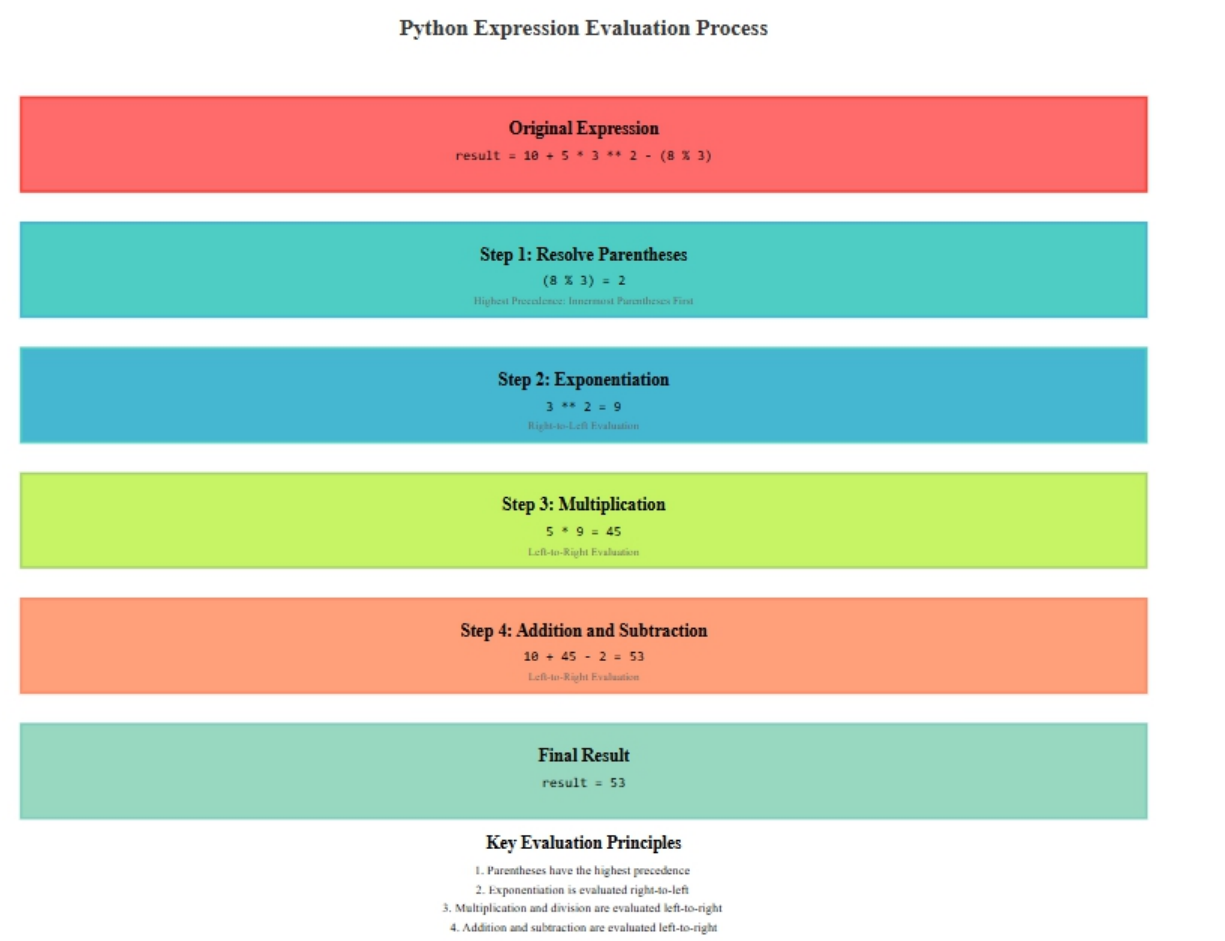 Python Expression Evaluation Process
Original Expression
result = 10 + 5 * 3 ** 2 - (8 % 3)
Step 1: Resolve Parentheses
(8 % 3) = 2
Highest Precedence: Innermost Parentheses First
Step 2: Exponentiation
3 ** 2 = 9
Right-to-Left Evaluation
Step 3: Multiplication
5 * 9 = 45
Left-to-Right Evaluation
Step 4: Addition and Subtraction
10 + 45 - 2 = 53
Left-to-Right Evaluation
Final Result
result = 53
Key Evaluation Principles
1. Parentheses have the highest precedence
2. Exponentiation is evaluated right-to-left
3. Multiplication and division are evaluated left-to-right
4. Addition and subtraction are evaluated left-to-right